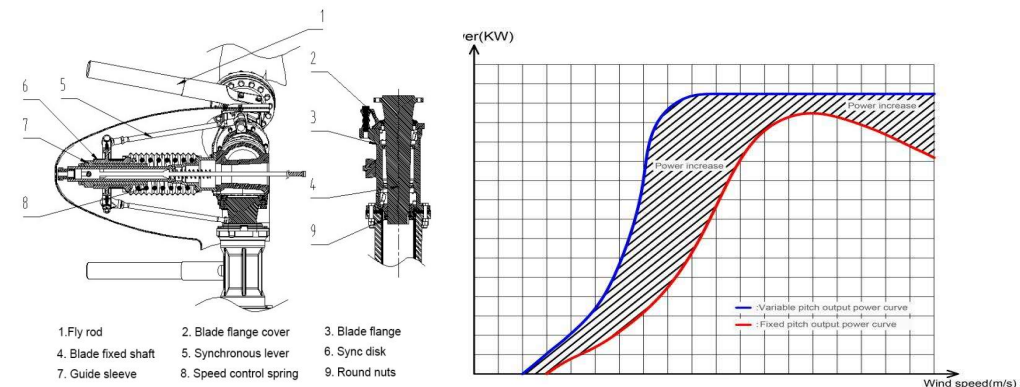 1
2
5
6
3
7
4
8
9
1.Fly rod 2. Blade flange cover 3. Blade flange
4. Blade fixed shaft 5. Synchronous lever 6. Sync disk
7. Guide sleeve 8. Speed control spring 9. Round nuts
ver(KW)
Power increase
Power increase
:Variable pitch output power curve
:Fixed pitch output power curve
Wind speed(m/s)